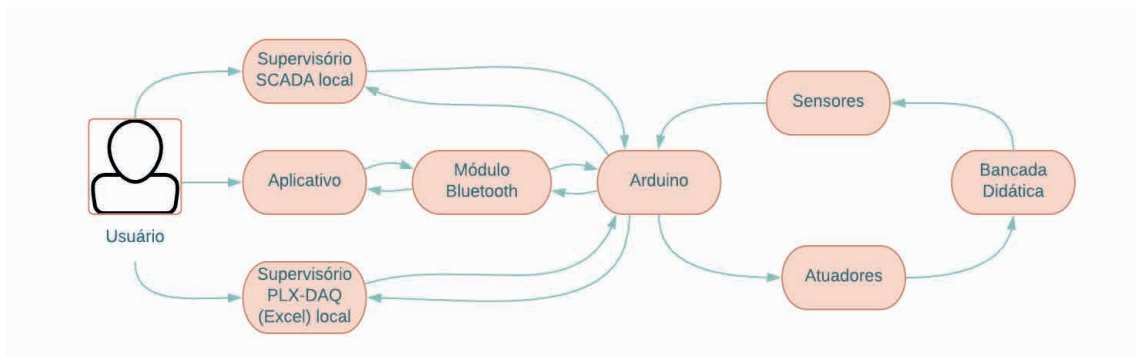 Supervisório
SCADA local
Aplicativo
Módulo
Bluetooth
Arduino
Sensores
Bancada
Didática
Usuário
Supervisório
PLX-DAQ
(Excel) local
Atuadores